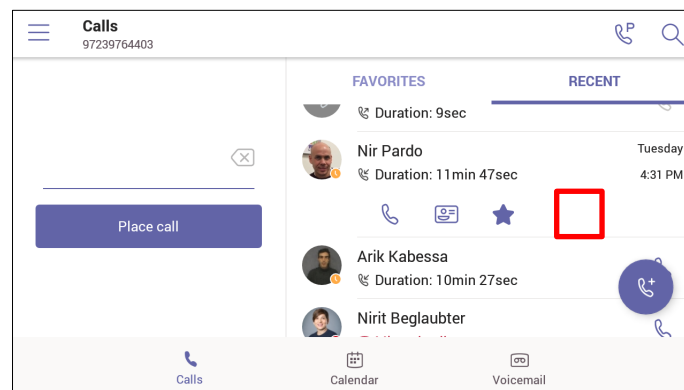 Calls
97239764403
P
FAVORITES
RECENT
Duration: 9sec
Nir Pardo
Tuesday
Duration: 11min 47sec
4:31 PM
Place call
Arik Kabessa
Duration: 10min 27sec
Nirit Beglaubter
Calls
Calendar
Voicemail